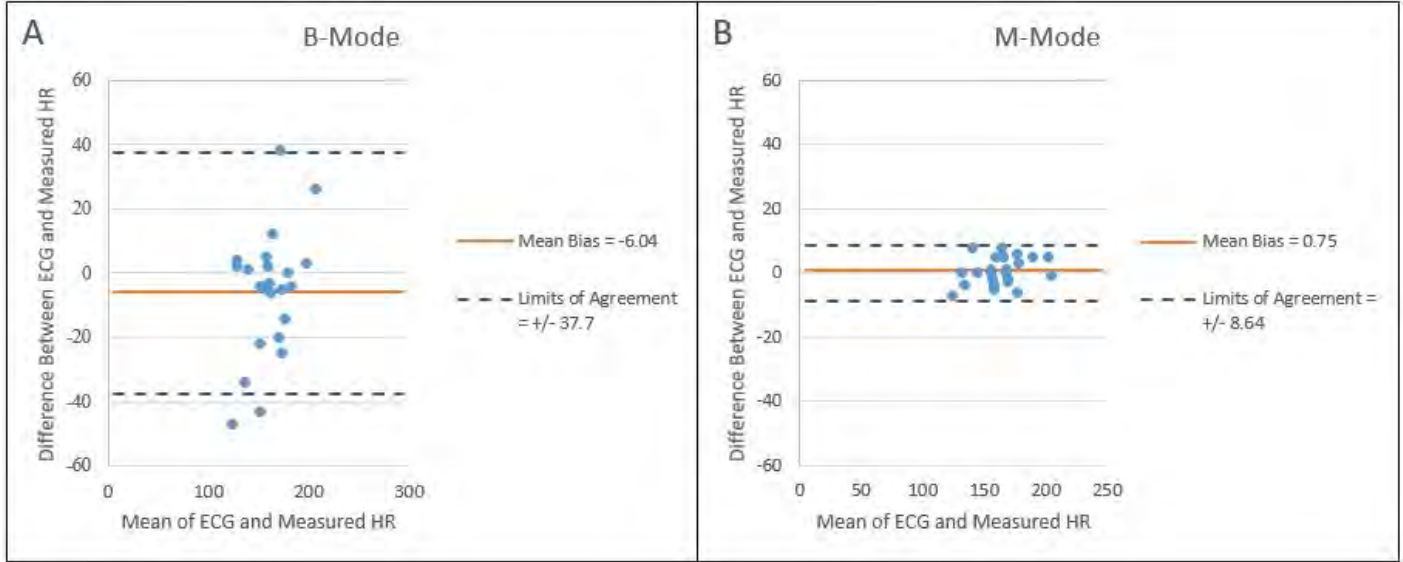 A
B-Mode
Difference Between ECG and Measured HR
60
40
20
0
-20
-40
-60
0 100 200 300
Mean of ECG and Measured HR
Mean Bias = -6.04
Limits of Agreement
= +/- 37.7
B
M-Mode
Difference Between ECG and Measured HR
60
40
20
0
-20
-40
-60
0 50 100 150 200 250
Mean of ECG and Measured HR
Mean Bias = 0.75
Limits of Agreement =
+/- 8.64